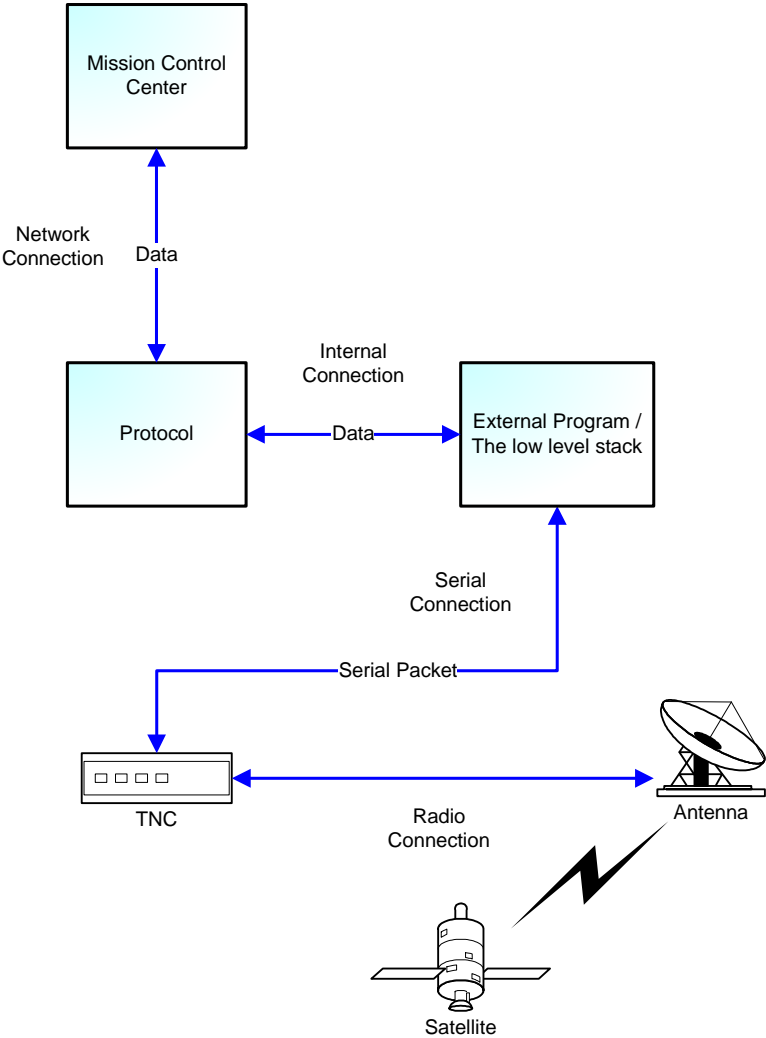 Mission Control
Center
Network
Connection
Data
Internal
Connection
Protocol
Data
External Program /
The low level stack
Serial
Connection
Serial Packet
TNC
Radio
Connection
Antenna
Satellite